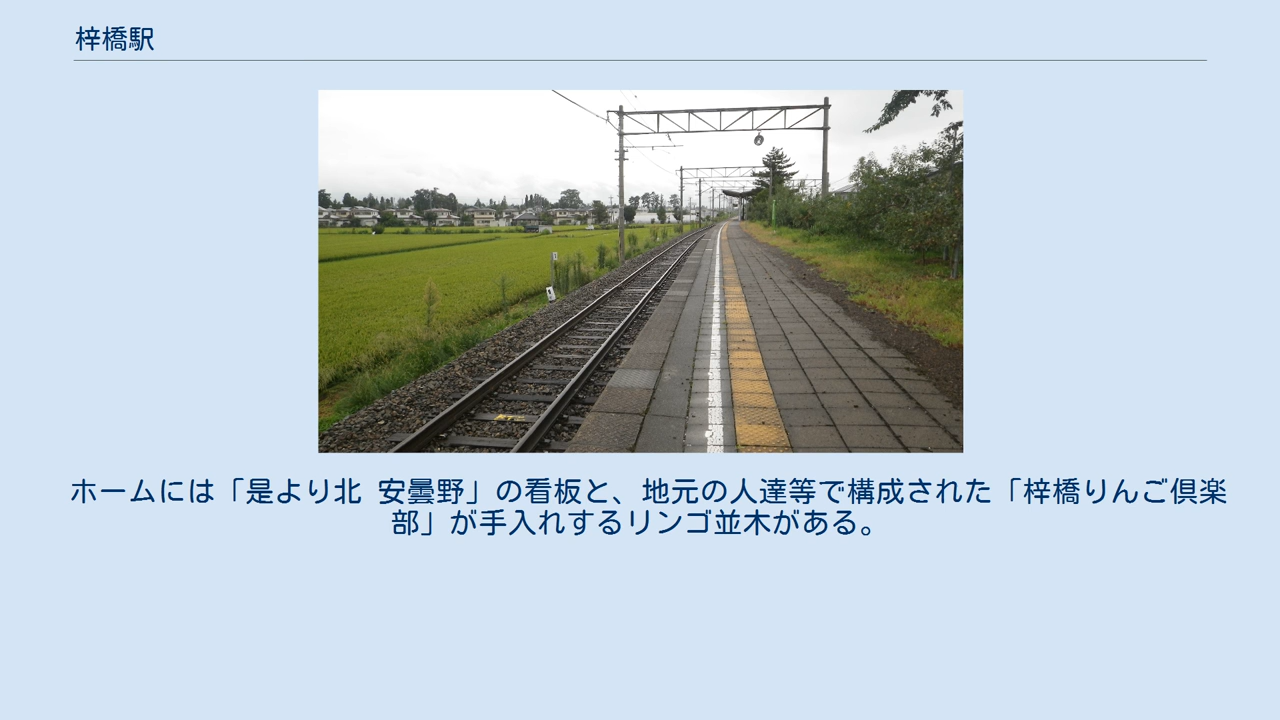 梓橋駅
ホームには「是より北 安曇野」の看板と、地元の人達等で構成された「梓橋りんご倶楽
部」が手入れするリンゴ並木がある。